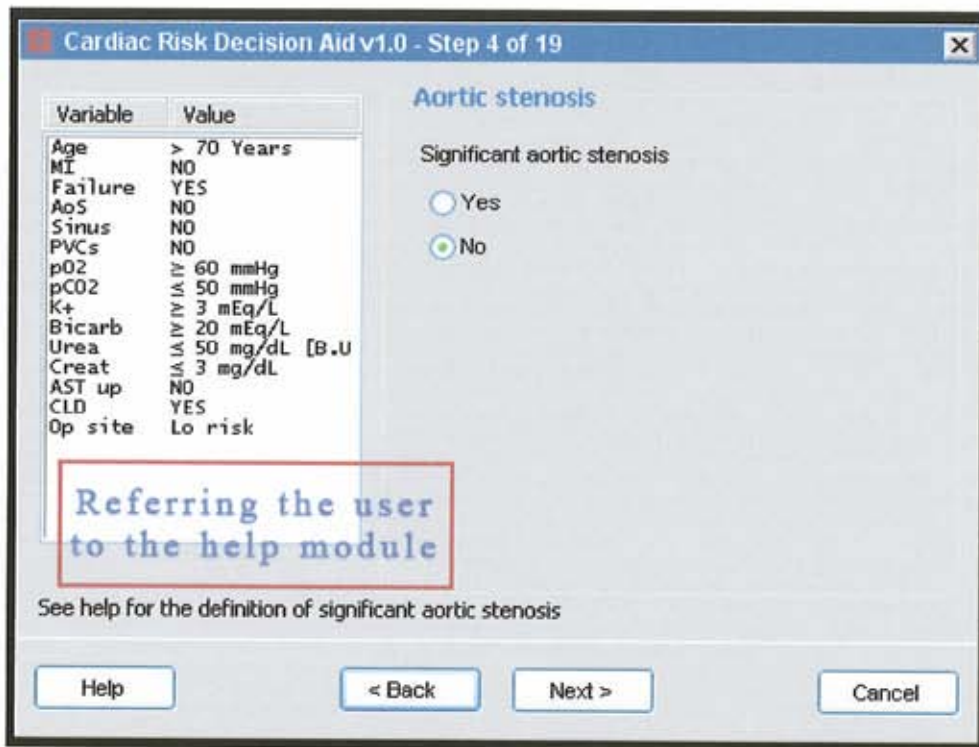 Cardiac Risk Decision Aid v1.0 - Step 4 of 19
Variable Value
Age > 70 Years
MI NO
Failure YES
AoS NO
Sinus NO
PVCs NO
pO2 ≥ 60 mmHg
pCO2 ≤ 50 mmHg
K+ ≥ 3 mEq/L
Bicarb ≥ 20 mEq/L
Urea ≤ 50 mg/dL [B.U
Creat ≤ 3 mg/dL
AST up NO
CLD YES
Op site Lo risk
Aortic stenosis
Significant aortic stenosis
Yes
No
Referring the user
to the help module
See help for the definition of significant aortic stenosis
Help < Back Next > Cancel